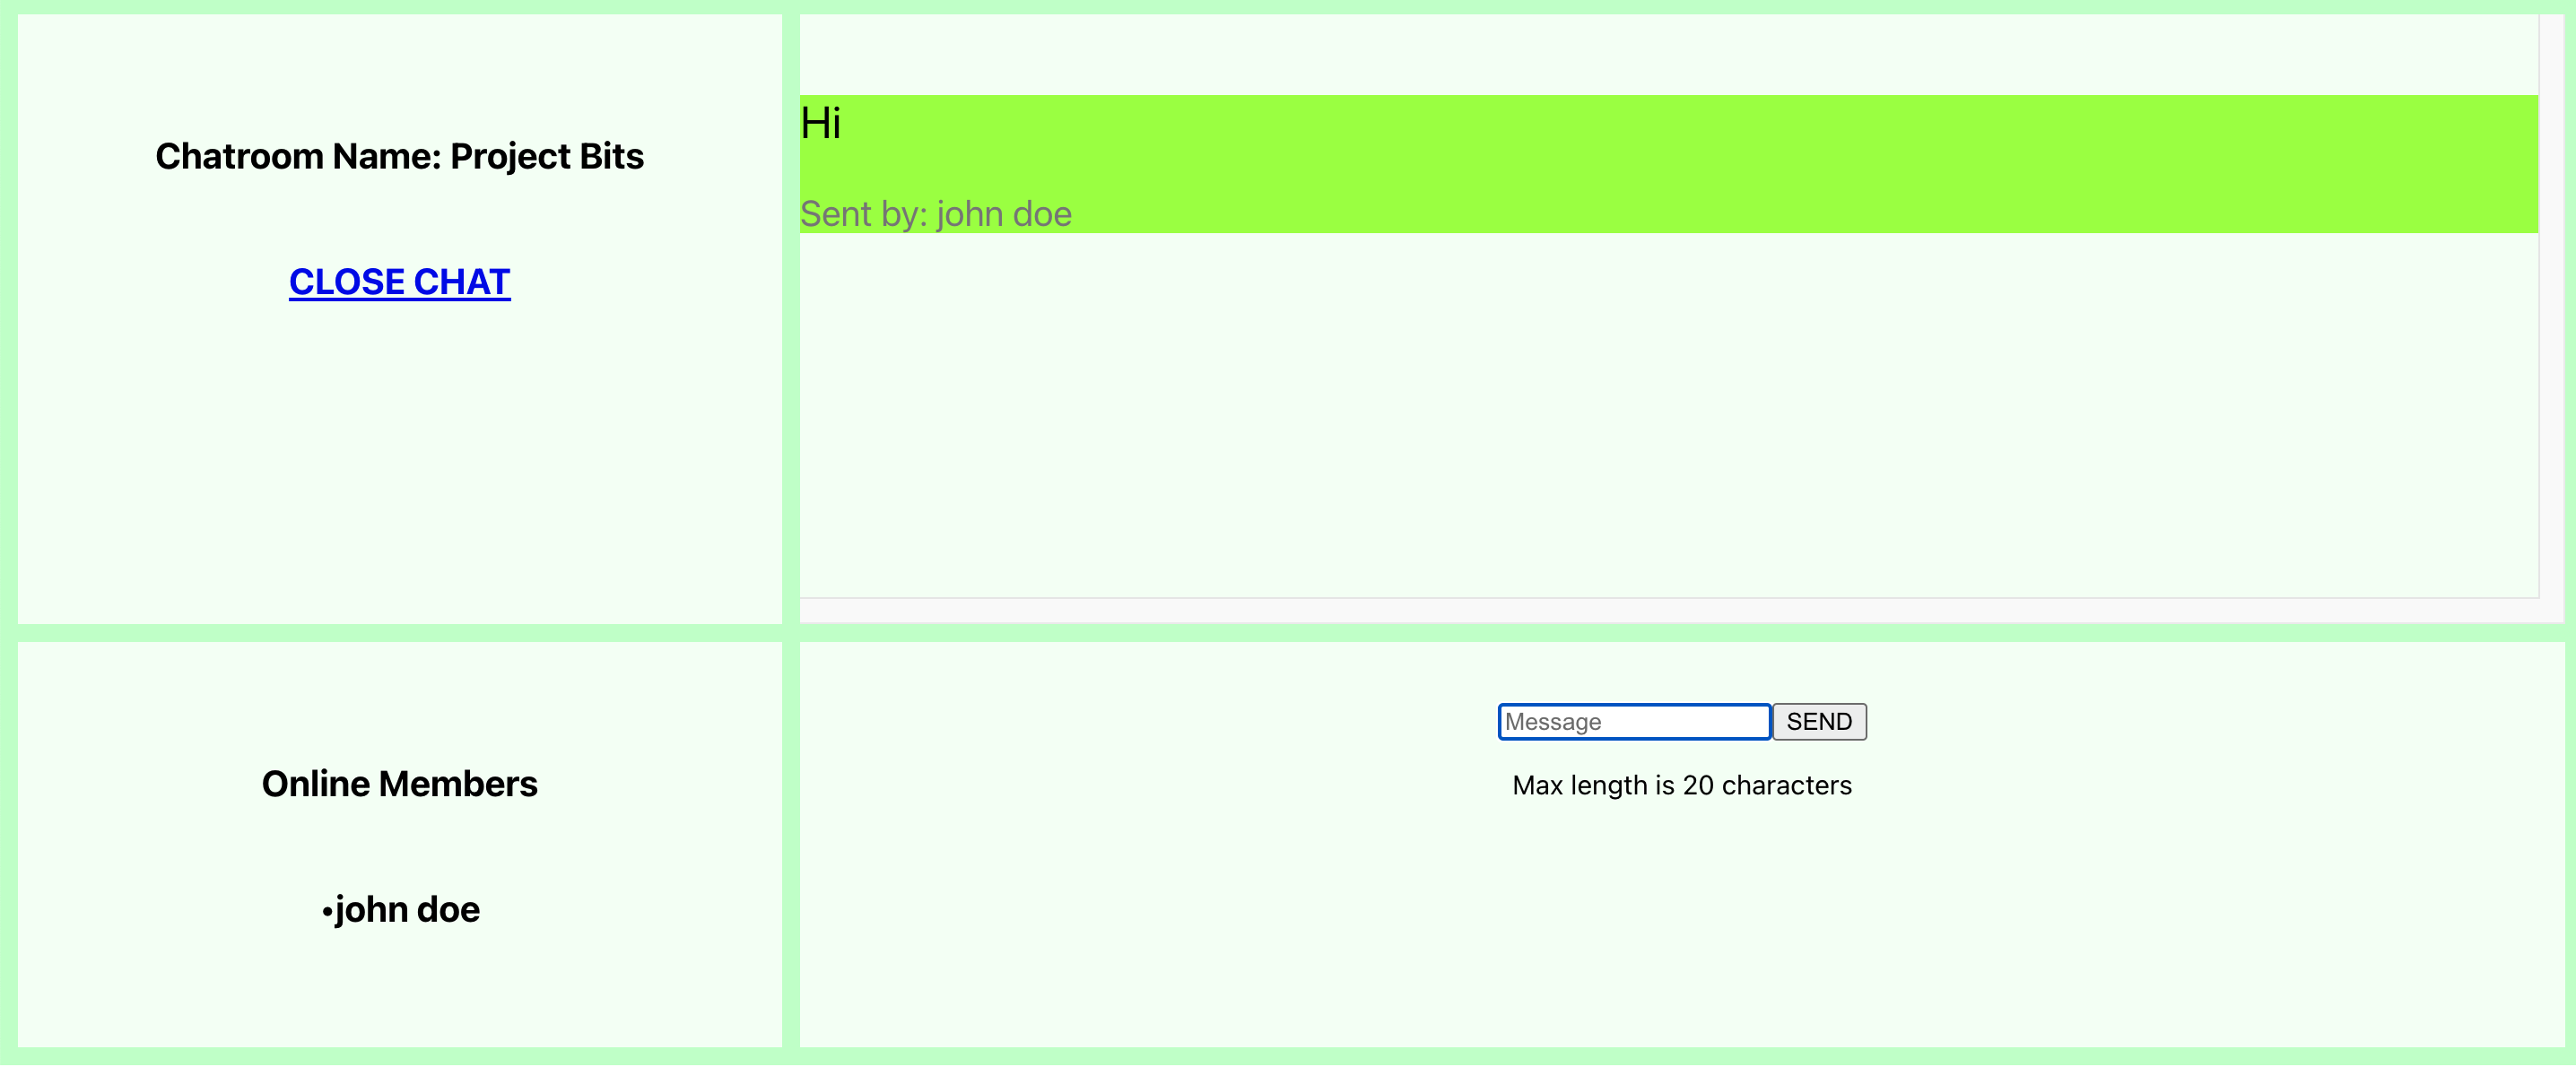 Chatroom Name: Project Bits
CLOSE CHAT
Hi
Sent by: john doe
Online Members
•john doe
Message
SEND
Max length is 20 characters